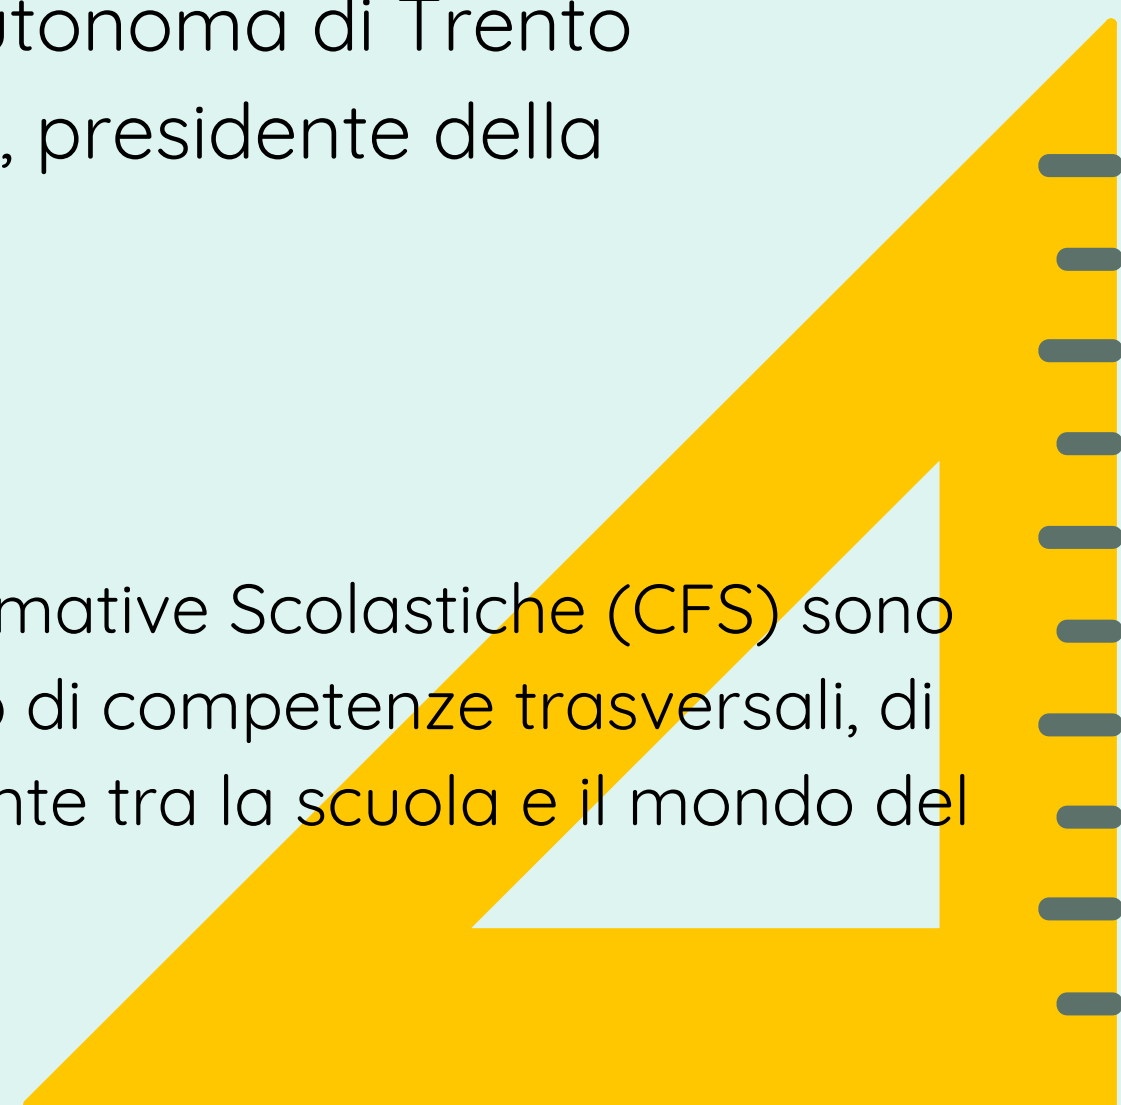 utonoma di Trento
, presidente della
mative Scolastiche (CFS) sono
o di competenze trasversali, di
nte tra la scuola e il mondo del